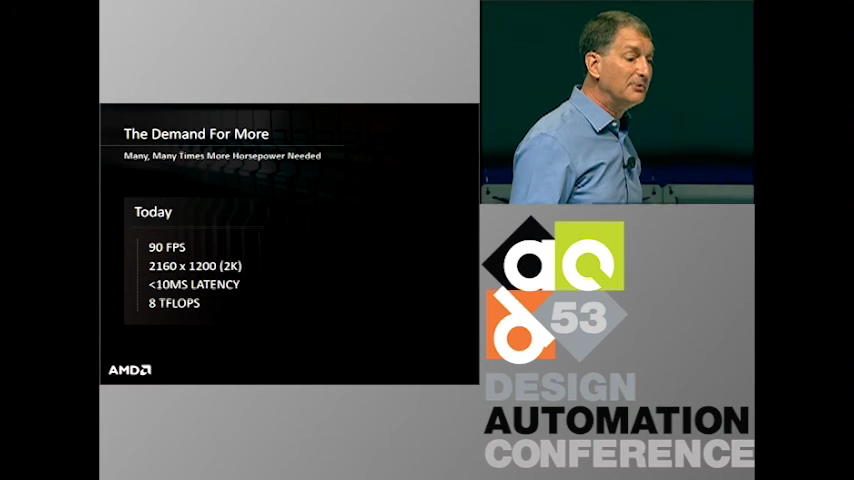 The Demand For More
Many, Many Times More Horsepower Needed
Today
90 FPS
2160 x 1200 (2K)
<10MS LATENCY
8 TFLOPS
AMD
dac
53
DESIGN
AUTOMATION
CONFERENCE